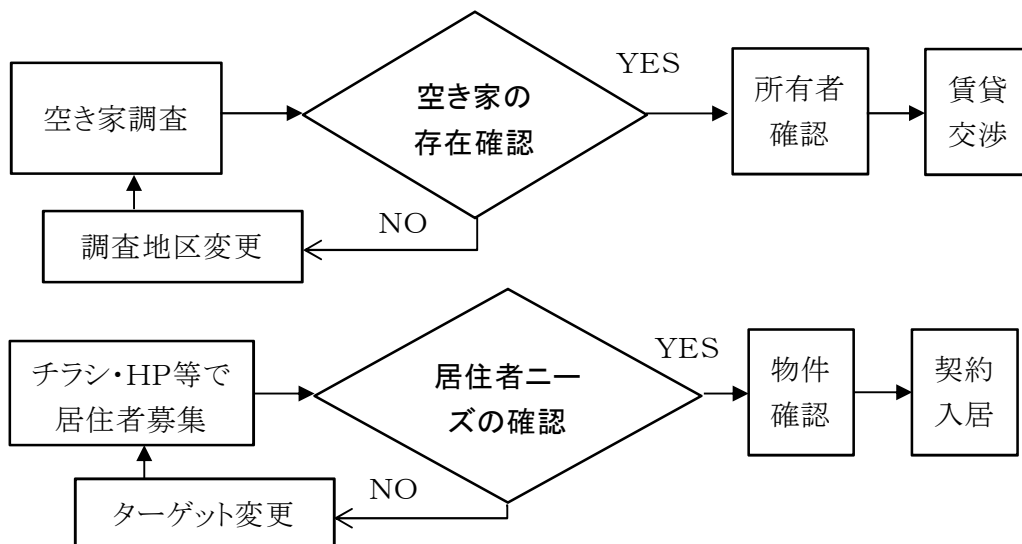 空き家調査
空き家の
存在確認
YES
所有者
確認
賃貸
交渉
NO
調査地区変更
チラシ・HP等で
居住者募集
居住者ニー
ズの確認
YES
物件
確認
契約
入居
NO
ターゲット変更